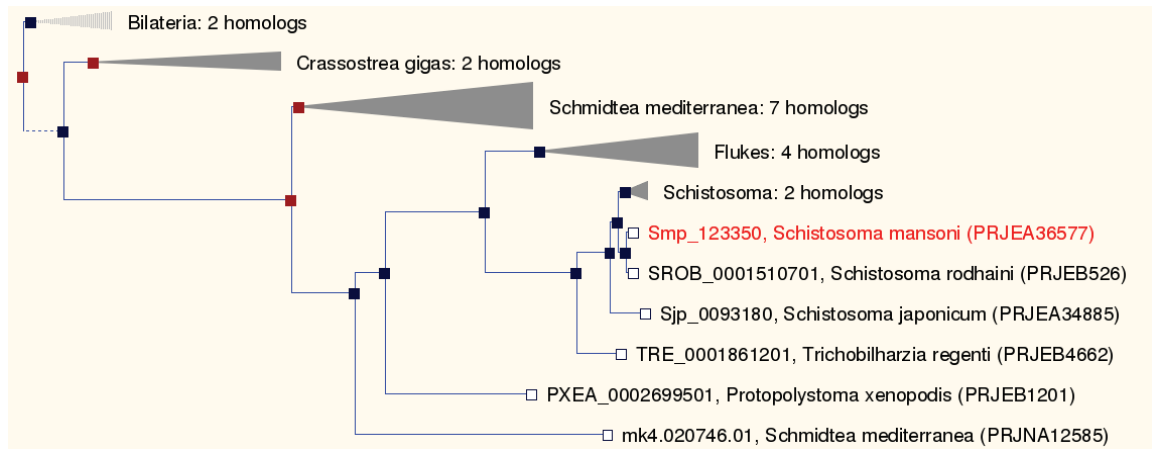 Bilateria: 2 homologs
Crassostrea gigas: 2 homologs
Schmidtea mediterranea: 7 homologs
Flukes: 4 homologs
Schistosoma: 2 homologs
Smp_123350, Schistosoma mansoni (PRJEA36577)
SROB_0001510701, Schistosoma rodhaini (PRJEB526)
Sjp_0093180, Schistosoma japonicum (PRJEA34885)
TRE_0001861201, Trichobilharzia regenti (PRJEB4662)
PXEA_0002699501, Protopolystoma xenopodis (PRJEB1201)
mk4.020746.01, Schmidtea mediterranea (PRJNA12585)